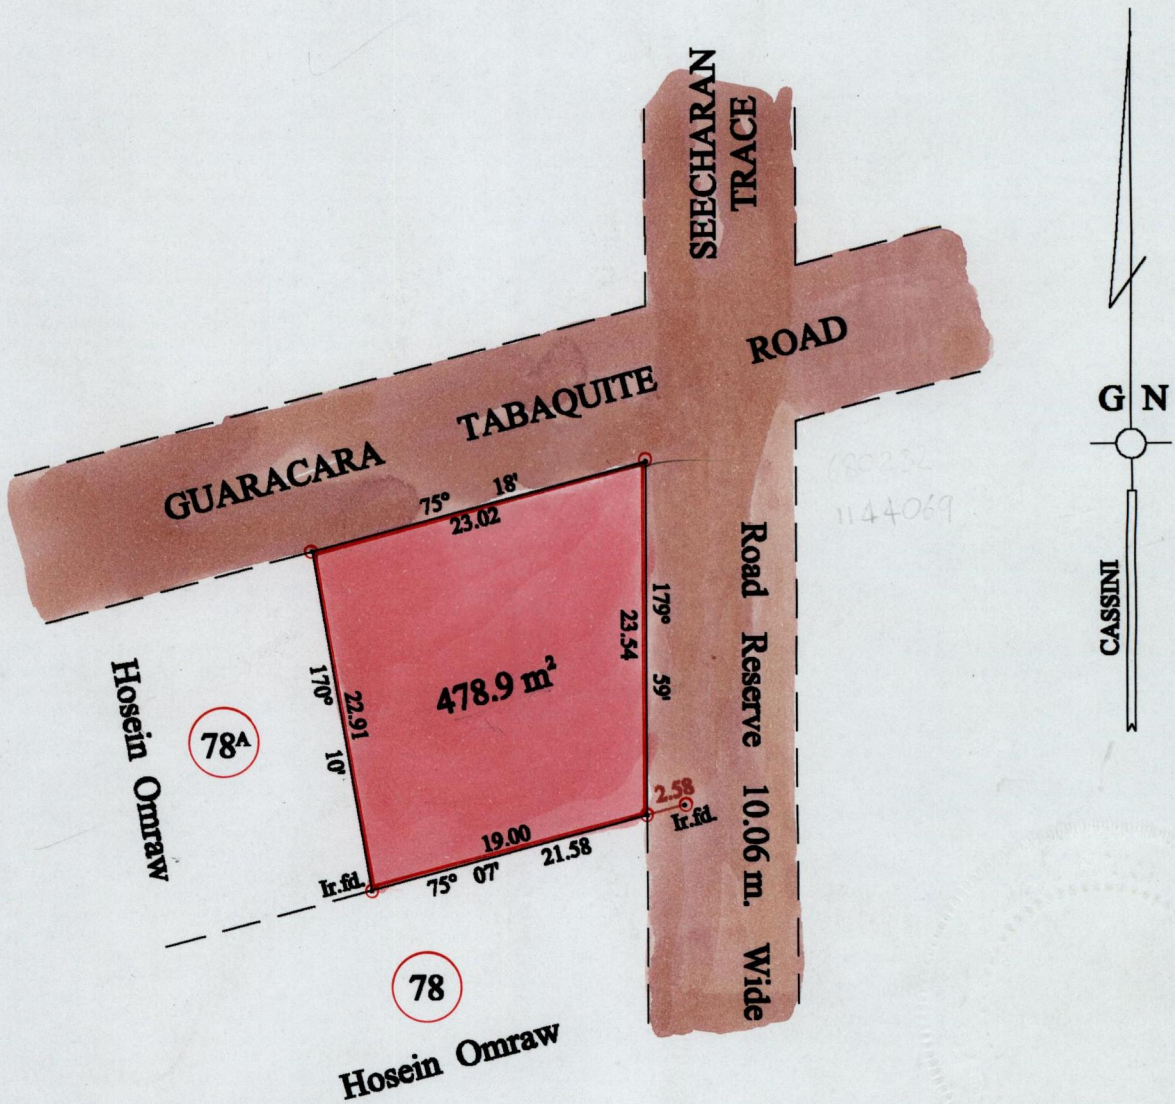 SEECHARAN
TRACE
GUARACARA TABAQUITE ROAD
G N
CASSINI
75° 18'
23.02
179° 59'
23.54
478.9 m²
170° 10'
22.91
Hosein Omraw
78ᴬ
2.58
Ir.fd.
19.00
21.58
75° 07'
Ir.fd.
Road Reserve 10.06 m. Wide
78
Hosein Omraw
1144069